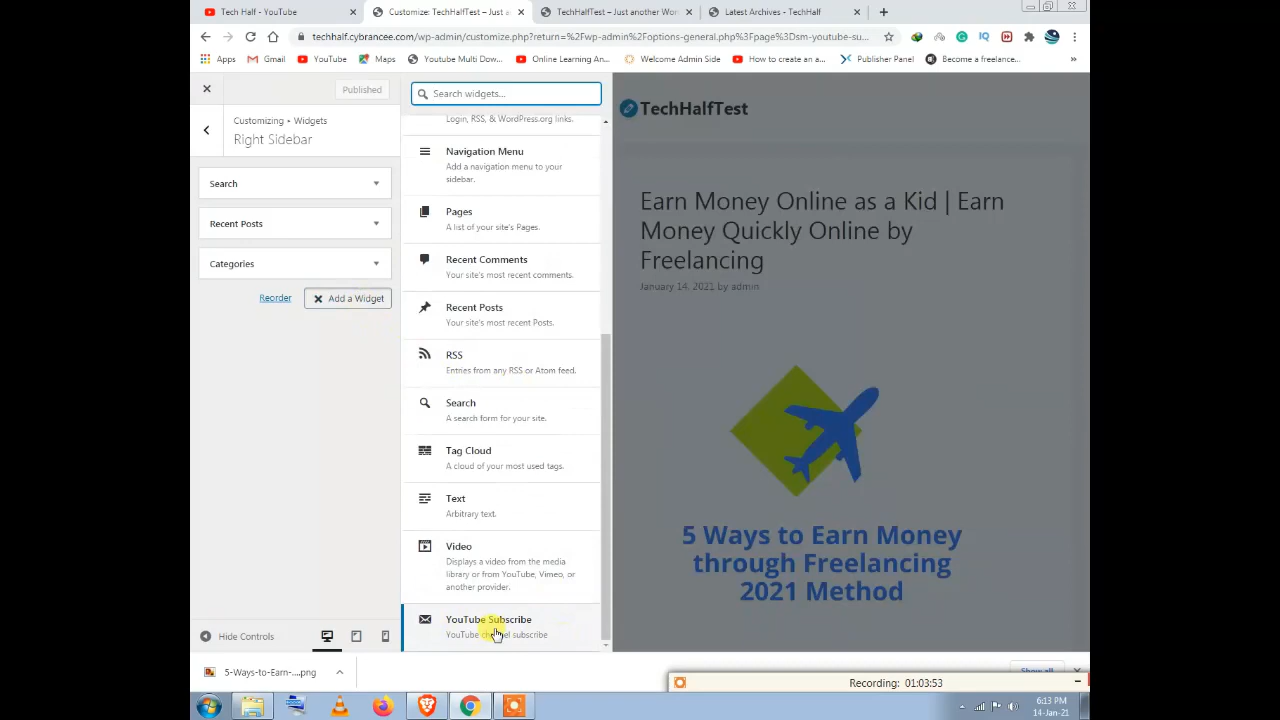 Tech Half - YouTube
Customize: TechHalfTest – Just a
TechHalfTest – Just another Wor
Latest Archives - TechHalf
techhalf.cybrancee.com/wp-admin/customize.php?return=%2Fwp-admin%2Foptions-general.php%3Fpage%3Dsm-youtube-su...
Apps
Gmail
YouTube
Maps
Youtube Multi Dow...
Online Learning An...
Welcome Admin Side
How to create an a...
Publisher Panel
Become a freelance...
Published
Search widgets...
TechHalfTest
Customizing ▸ Widgets
Right Sidebar
Login, RSS, & WordPress.org links.
Navigation Menu
Add a navigation menu to your
sidebar.
Search
Recent Posts
Categories
Reorder
Add a Widget
Pages
A list of your site's Pages.
Recent Comments
Your site's most recent comments.
Recent Posts
Your site's most recent Posts.
RSS
Entries from any RSS or Atom feed.
Search
A search form for your site.
Tag Cloud
A cloud of your most used tags.
Text
Arbitrary text.
Video
Displays a video from the media
library or from YouTube, Vimeo, or
another provider.
YouTube Subscribe
YouTube channel subscribe
Earn Money Online as a Kid | Earn
Money Quickly Online by
Freelancing
January 14, 2021 by admin
5 Ways to Earn Money
through Freelancing
2021 Method
Hide Controls
5-Ways-to-Earn-....png
Show all
Recording: 01:03:53
6:13 PM
14-Jan-21